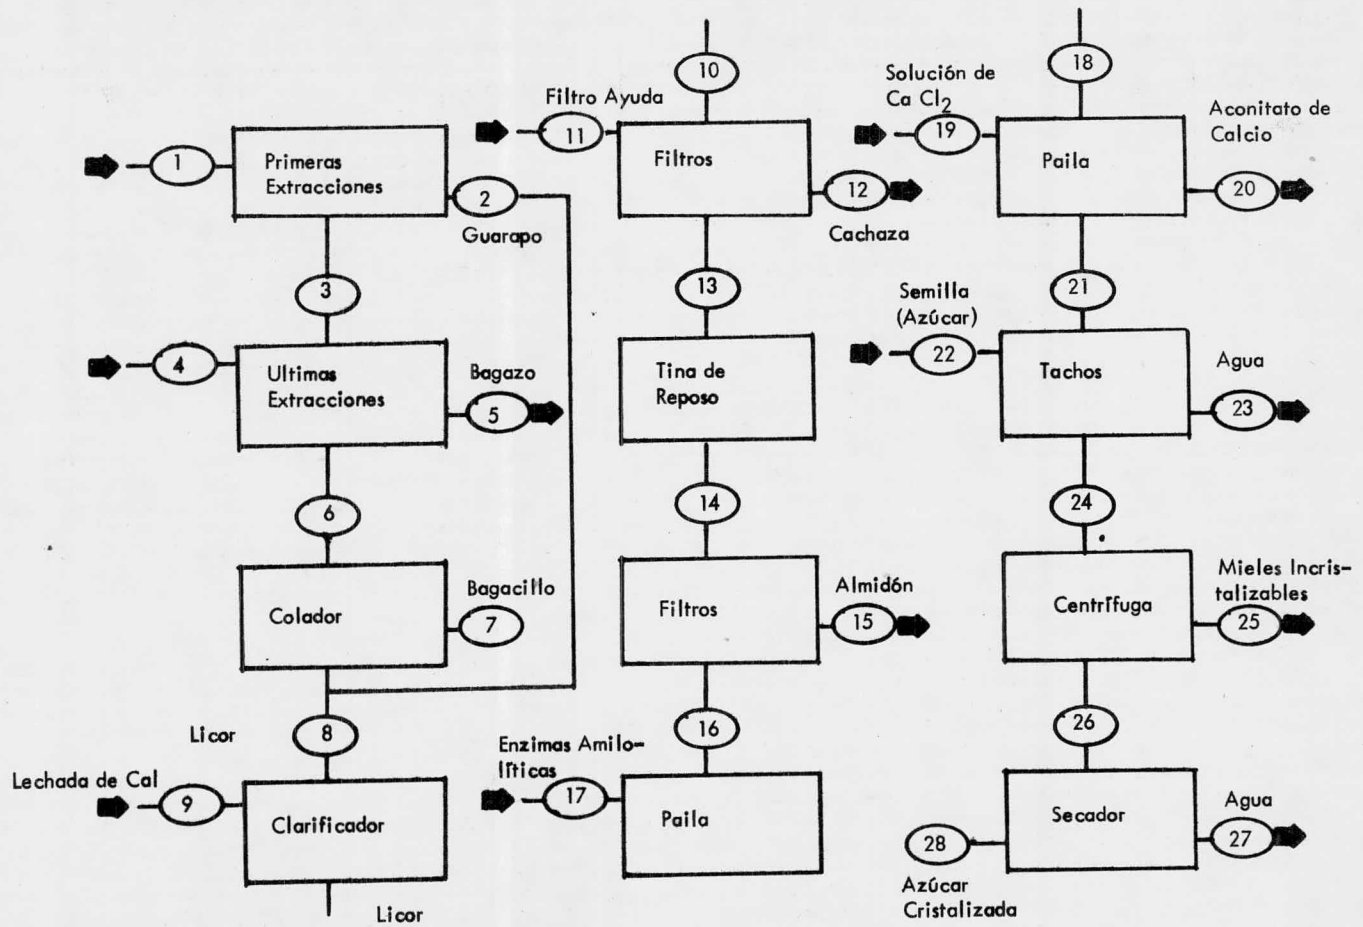 1
Primeras
Extracciones
2
Guarapo
3
4
Ultimas
Extracciones
Bagazo
5
6
Colador
Bagacillo
7
Licor
8
Lechada de Cal
9
Clarificador
Licor
10
Filtro Ayuda
11
Filtros
12
Cachaza
13
Tina de
Reposo
14
Filtros
Almidón
15
16
Enzimas Amilo-
líticas
17
Paila
18
Solución de
Ca Cl2
19
Paila
Aconitato de
Calcio
20
21
Semilla
(Azúcar)
22
Tachos
Agua
23
24
Centrífuga
Mieles Incris-
talizables
25
26
Secador
Agua
27
28
Azúcar
Cristalizada